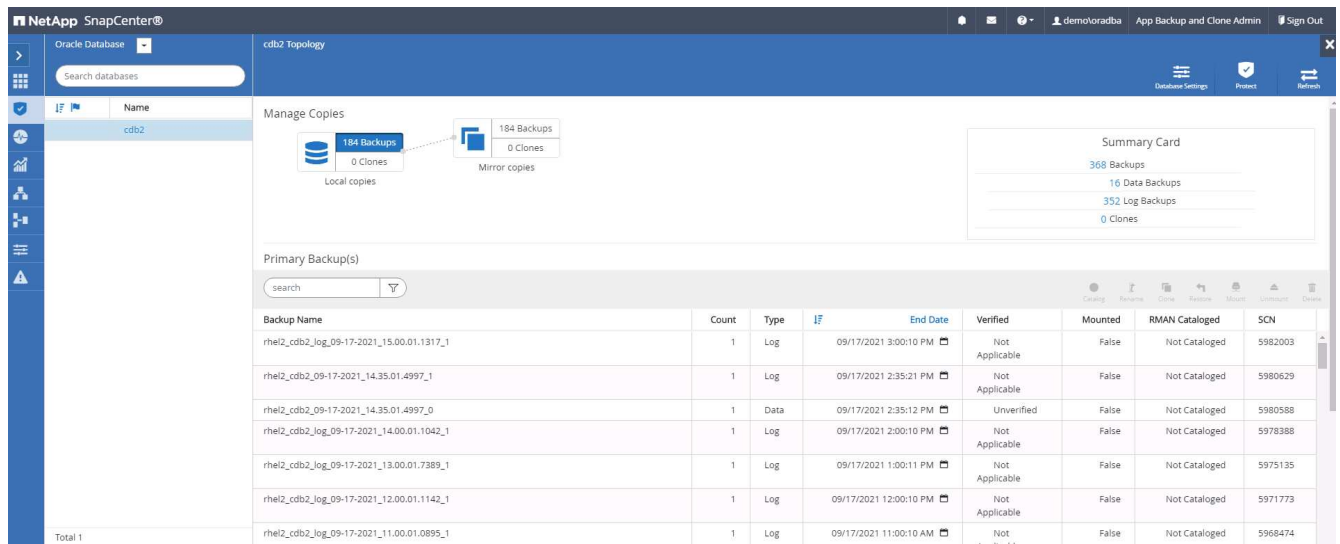 NetApp SnapCenter®
demo\oradba App Backup and Clone Admin Sign Out
Oracle Database
cdb2 Topology
Search databases
Database Settings Protect Refresh
Name
cdb2
Manage Copies
184 Backups
0 Clones
Local copies
184 Backups
0 Clones
Mirror copies
Summary Card
368 Backups
16 Data Backups
352 Log Backups
0 Clones
Primary Backup(s)
search
Catalog Rename Clone Restore Mount Unmount Delete
Backup Name Count Type End Date Verified Mounted RMAN Cataloged SCN
rhel2_cdb2_log_09-17-2021_15.00.01.1317_1 1 Log 09/17/2021 3:00:10 PM Not Applicable False Not Cataloged 5982003
rhel2_cdb2_09-17-2021_14.35.01.4997_1 1 Log 09/17/2021 2:35:21 PM Not Applicable False Not Cataloged 5980629
rhel2_cdb2_09-17-2021_14.35.01.4997_0 1 Data 09/17/2021 2:35:12 PM Unverified False Not Cataloged 5980588
rhel2_cdb2_log_09-17-2021_14.00.01.1042_1 1 Log 09/17/2021 2:00:10 PM Not Applicable False Not Cataloged 5978388
rhel2_cdb2_log_09-17-2021_13.00.01.7389_1 1 Log 09/17/2021 1:00:11 PM Not Applicable False Not Cataloged 5975135
rhel2_cdb2_log_09-17-2021_12.00.01.1142_1 1 Log 09/17/2021 12:00:10 PM Not Applicable False Not Cataloged 5971773
rhel2_cdb2_log_09-17-2021_11.00.01.0895_1 1 Log 09/17/2021 11:00:10 AM Not False Not Cataloged 5968474
Total 1